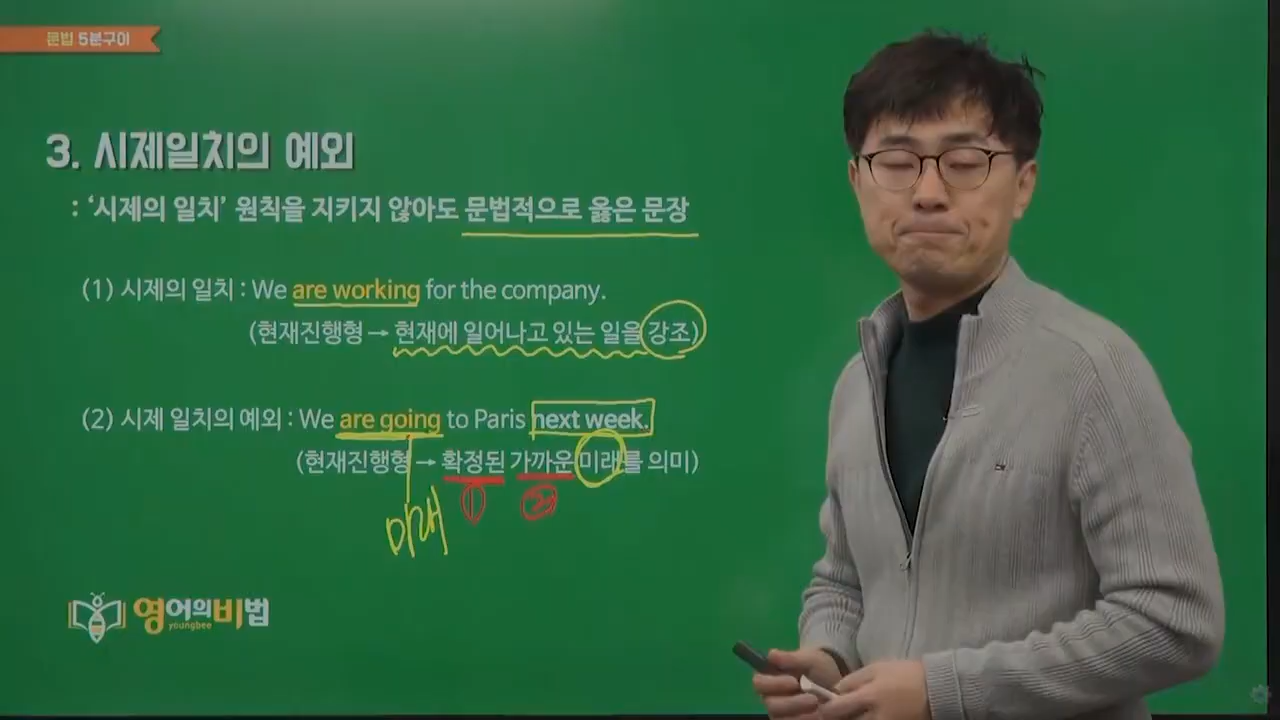 문법 5분구이
3. 시제일치의 예외
: ‘시제의 일치’ 원칙을 지키지 않아도 문법적으로 옳은 문장
(1) 시제의 일치 : We are working for the company.
(현재진행형 → 현재에 일어나고 있는 일을 강조)
(2) 시제 일치의 예외 : We are going to Paris next week.
(현재진행형 → 확정된 가까운 미래를 의미)
① ②
미래
영어의비법
youngbee